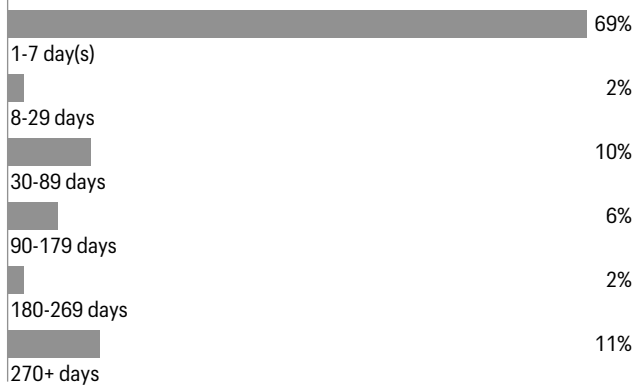 69%
1-7 day(s)
2%
8-29 days
10%
30-89 days
6%
90-179 days
2%
180-269 days
11%
270+ days